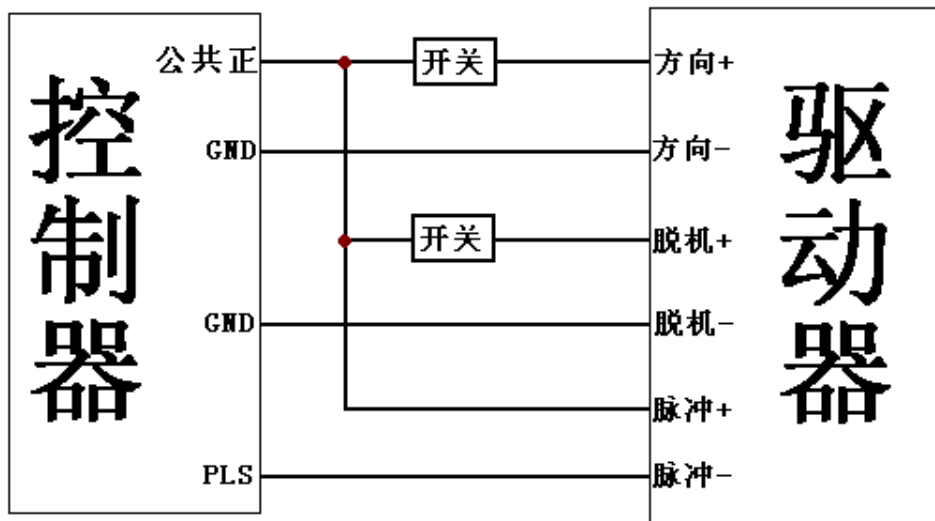 控制器
驱动器
公共正 开关 方向+
GND 方向-
开关 脱机+
GND 脱机-
脉冲+
PLS 脉冲-